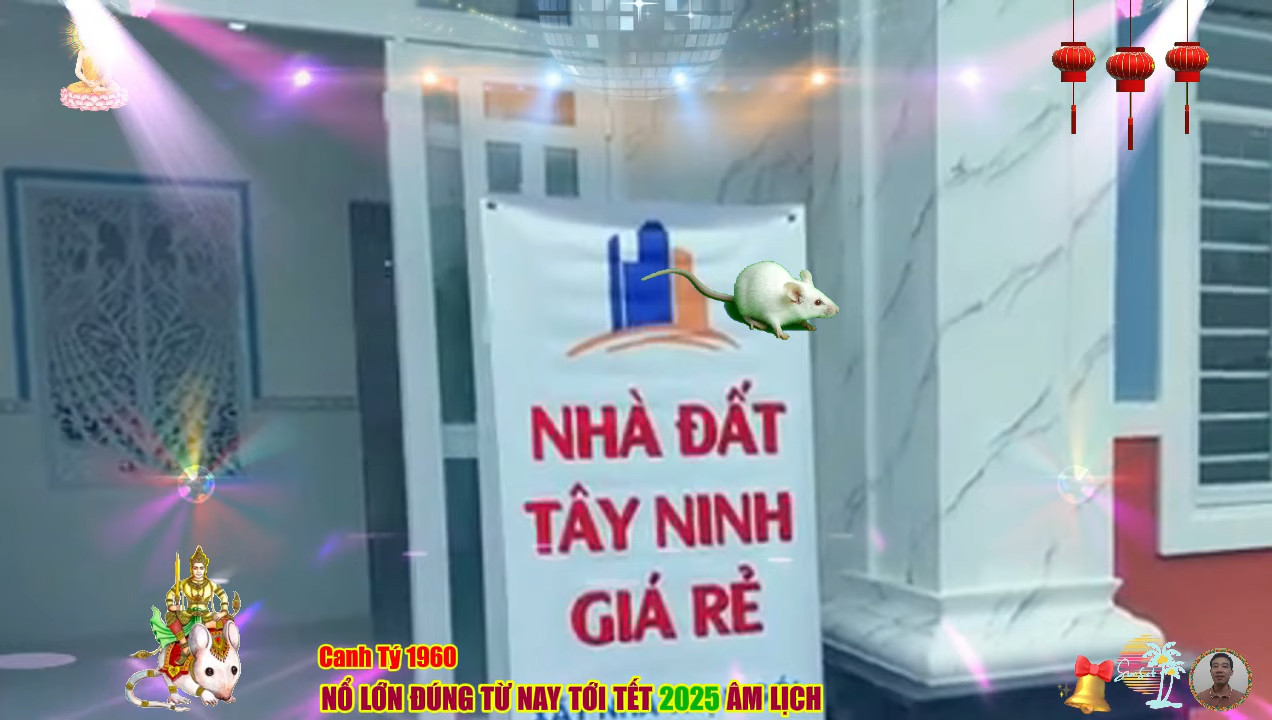 NHÀ ĐẤT
TÂY NINH
GIÁ RẺ
Canh Tý 1960
NỔ LỚN ĐÚNG TỪ NAY TỚI TẾT 2025 ÂM LỊCH